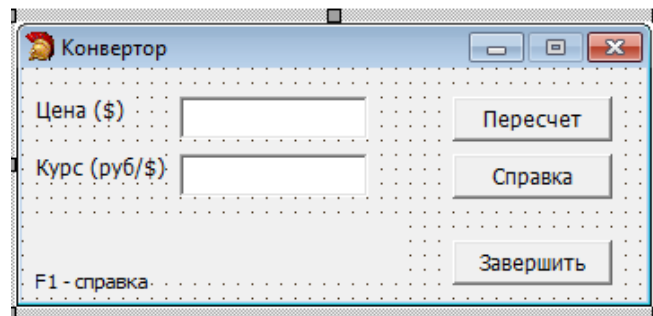 Конвертор
Цена ($)
Пересчет
Курс (руб/$)
Справка
Завершить
F1 - справка